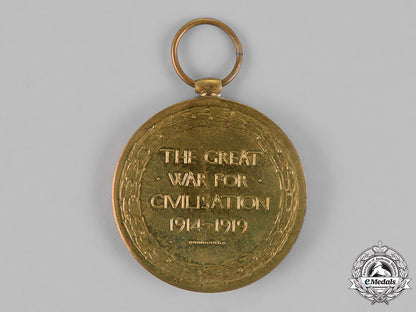 THE GREAT
· WAR FOR ·
CIVILISATION
1914-1919
eMedals